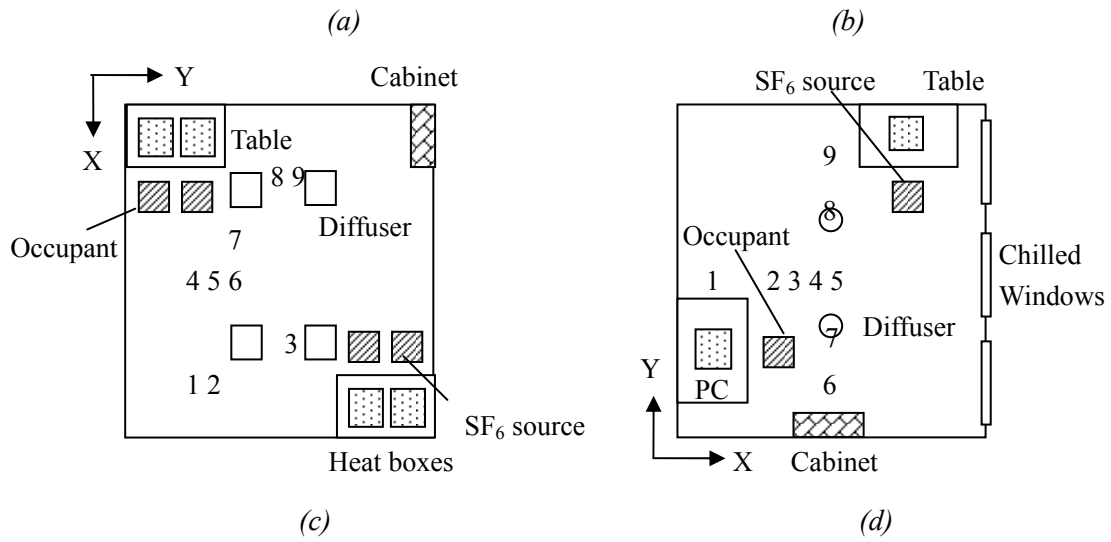 (a)
(b)
Y
X
Cabinet
Table
8 9
Diffuser
Occupant
7
4 5 6
3
1 2
SF6 source
Heat boxes
(c)
SF6 source
Table
9
8
Occupant
1
2 3 4 5
Chilled
Windows
Diffuser
7
PC
6
Y
X
Cabinet
(d)